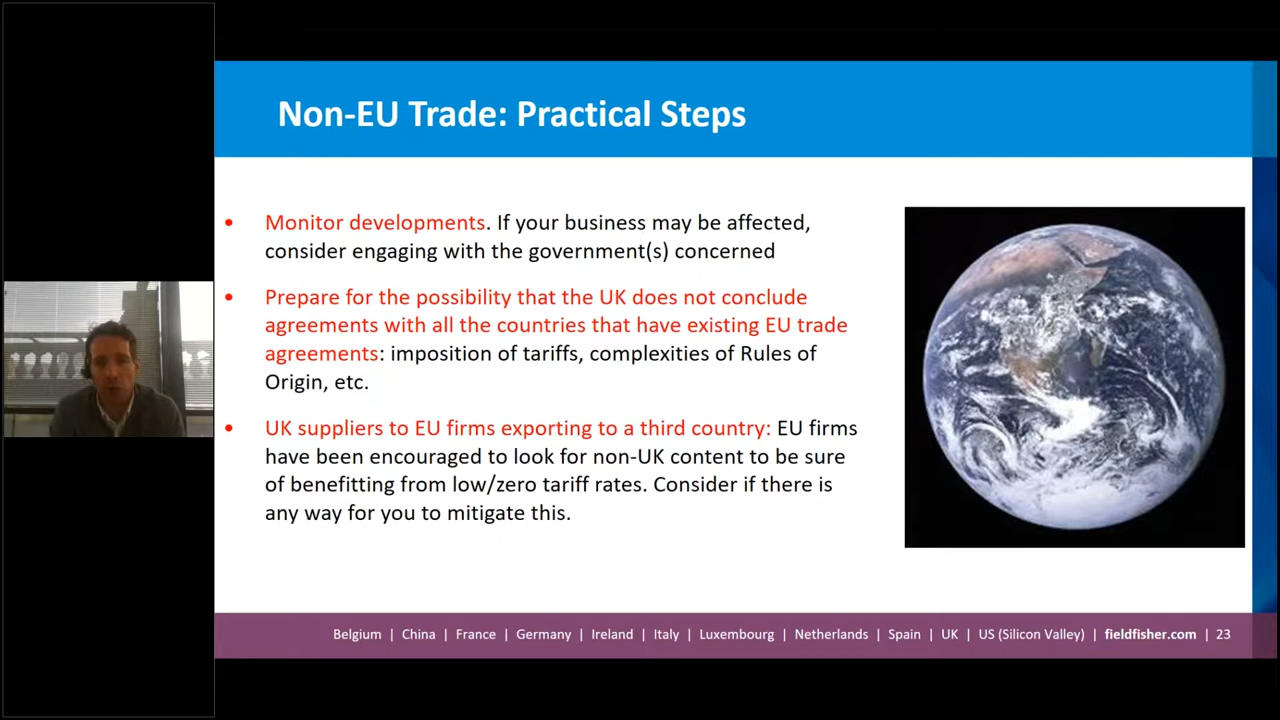 Non-EU Trade: Practical Steps
• Monitor developments. If your business may be affected,
consider engaging with the government(s) concerned
• Prepare for the possibility that the UK does not conclude
agreements with all the countries that have existing EU trade
agreements: imposition of tariffs, complexities of Rules of
Origin, etc.
• UK suppliers to EU firms exporting to a third country: EU firms
have been encouraged to look for non-UK content to be sure
of benefitting from low/zero tariff rates. Consider if there is
any way for you to mitigate this.
Belgium | China | France | Germany | Ireland | Italy | Luxembourg | Netherlands | Spain | UK | US (Silicon Valley) | fieldfisher.com | 23